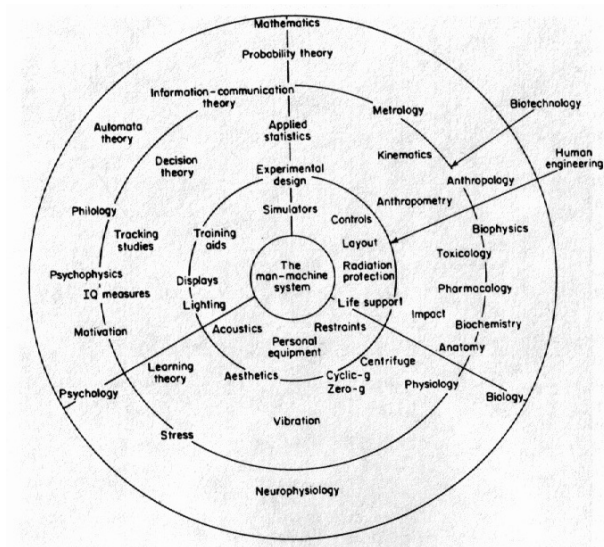 Mathematics
Probability theory
Information-communication
theory
Metrology
Biotechnology
Automata
theory
Applied
statistics
Decision
theory
Kinematics
Human
engineering
Experimental
design
Anthropology
Philology
Simulators
Anthropometry
Controls
Biophysics
Tracking
studies
Training
aids
Layout
Toxicology
Psychophysics
The
man-machine
system
Radiation
protection
IQ measures
Displays
Pharmacology
Lighting
Life support
Impact
Motivation
Acoustics
Restraints
Biochemistry
Personal
equipment
Anatomy
Learning
theory
Centrifuge
Aesthetics
Cyclic-g
Zero-g
Physiology
Psychology
Biology
Stress
Vibration
Neurophysiology